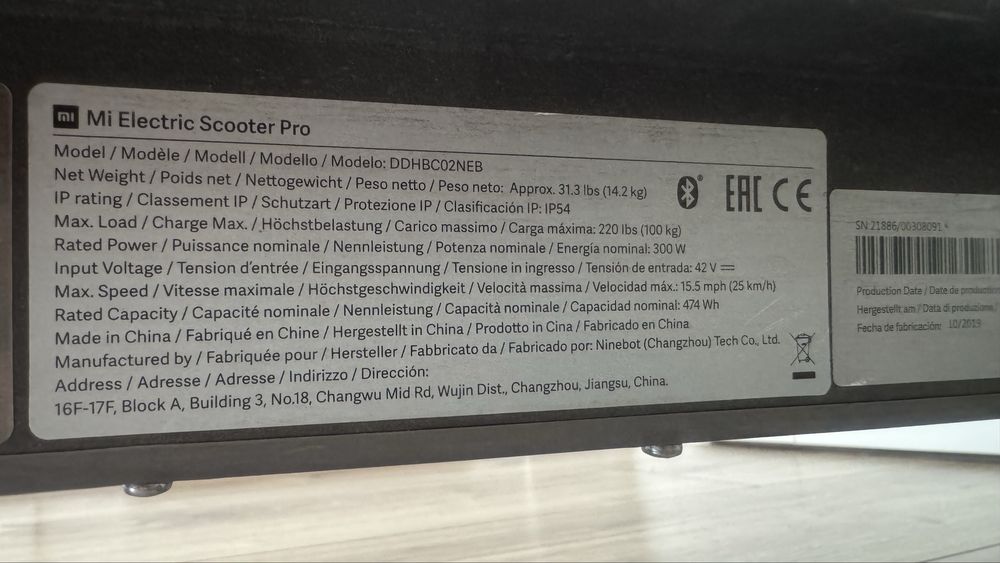 mi Mi Electric Scooter Pro
Model / Modèle / Modell / Modello / Modelo: DDHBC02NEB
Net Weight / Poids net / Nettogewicht / Peso netto / Peso neto: Approx. 31.3 lbs (14.2 kg)
IP rating / Classement IP / Schutzart / Protezione IP / Clasificación IP: IP54
Max. Load / Charge Max. / Höchstbelastung / Carico massimo / Carga máxima: 220 lbs (100 kg)
Rated Power / Puissance nominale / Nennleistung / Potenza nominale / Energía nominal: 300 W
Input Voltage / Tension d'entrée / Eingangsspannung / Tensione in ingresso / Tensión de entrada: 42 V
Max. Speed / Vitesse maximale / Höchstgeschwindigkeit / Velocità massima / Velocidad máx.: 15.5 mph (25 km/h)
Rated Capacity / Capacité nominale / Nennleistung / Capacità nominale / Capacidad nominal: 474 Wh
Made in China / Fabriqué en Chine / Hergestellt in China / Prodotto in Cina / Fabricado en China
Manufactured by / Fabriquée pour / Hersteller / Fabbricato da / Fabricado por: Ninebot (Changzhou) Tech Co., Ltd.
Address / Adresse / Adresse / Indirizzo / Dirección:
16F-17F, Block A, Building 3, No.18, Changwu Mid Rd, Wujin Dist., Changzhou, Jiangsu, China.
EAC CE
SN:21886/00308091
Production Date / Date de production
Hergestellt am / Data di produzione /
Fecha de fabricación: 10/2019